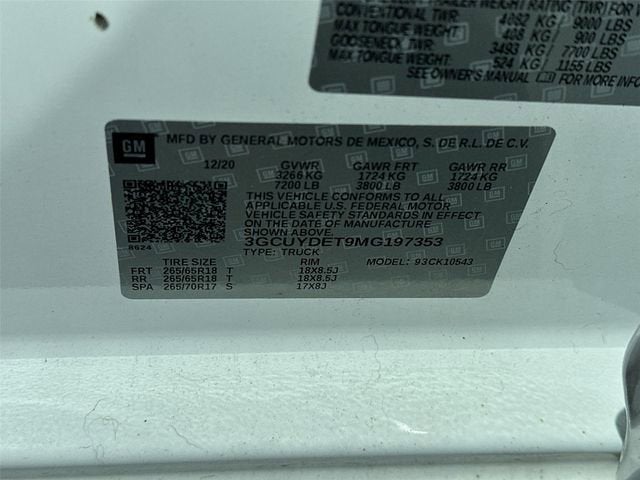 TRAILER WEIGHT RATING (TWR)
CONVENTIONAL TWR: 4082 KG / 9000 LBS
MAX TONGUE WEIGHT: 408 KG / 900 LBS
GOOSENECK TWR: 3493 KG / 7700 LBS
MAX TONGUE WEIGHT: 524 KG / 1155 LBS
SEE OWNER'S MANUAL FOR MORE
GM
MFD BY GENERAL MOTORS DE MEXICO, S. DE R.L. DE C.V.
12/20 GVWR GAWR FRT GAWR RR
3266 KG 1724 KG 1724 KG
7200 LB 3800 LB 3800 LB
THIS VEHICLE CONFORMS TO ALL
APPLICABLE U.S. FEDERAL MOTOR
VEHICLE SAFETY STANDARDS IN EFFECT
ON THE DATE OF MANUFACTURE
SHOWN ABOVE.
8624
3GCUYDET9MG197353
TYPE: TRUCK MODEL: 93CK10543
TIRE SIZE RIM
FRT 265/65R18 T 18X8.5J
RR 265/65R18 T 18X8.5J
SPA 265/70R17 S 17X8J